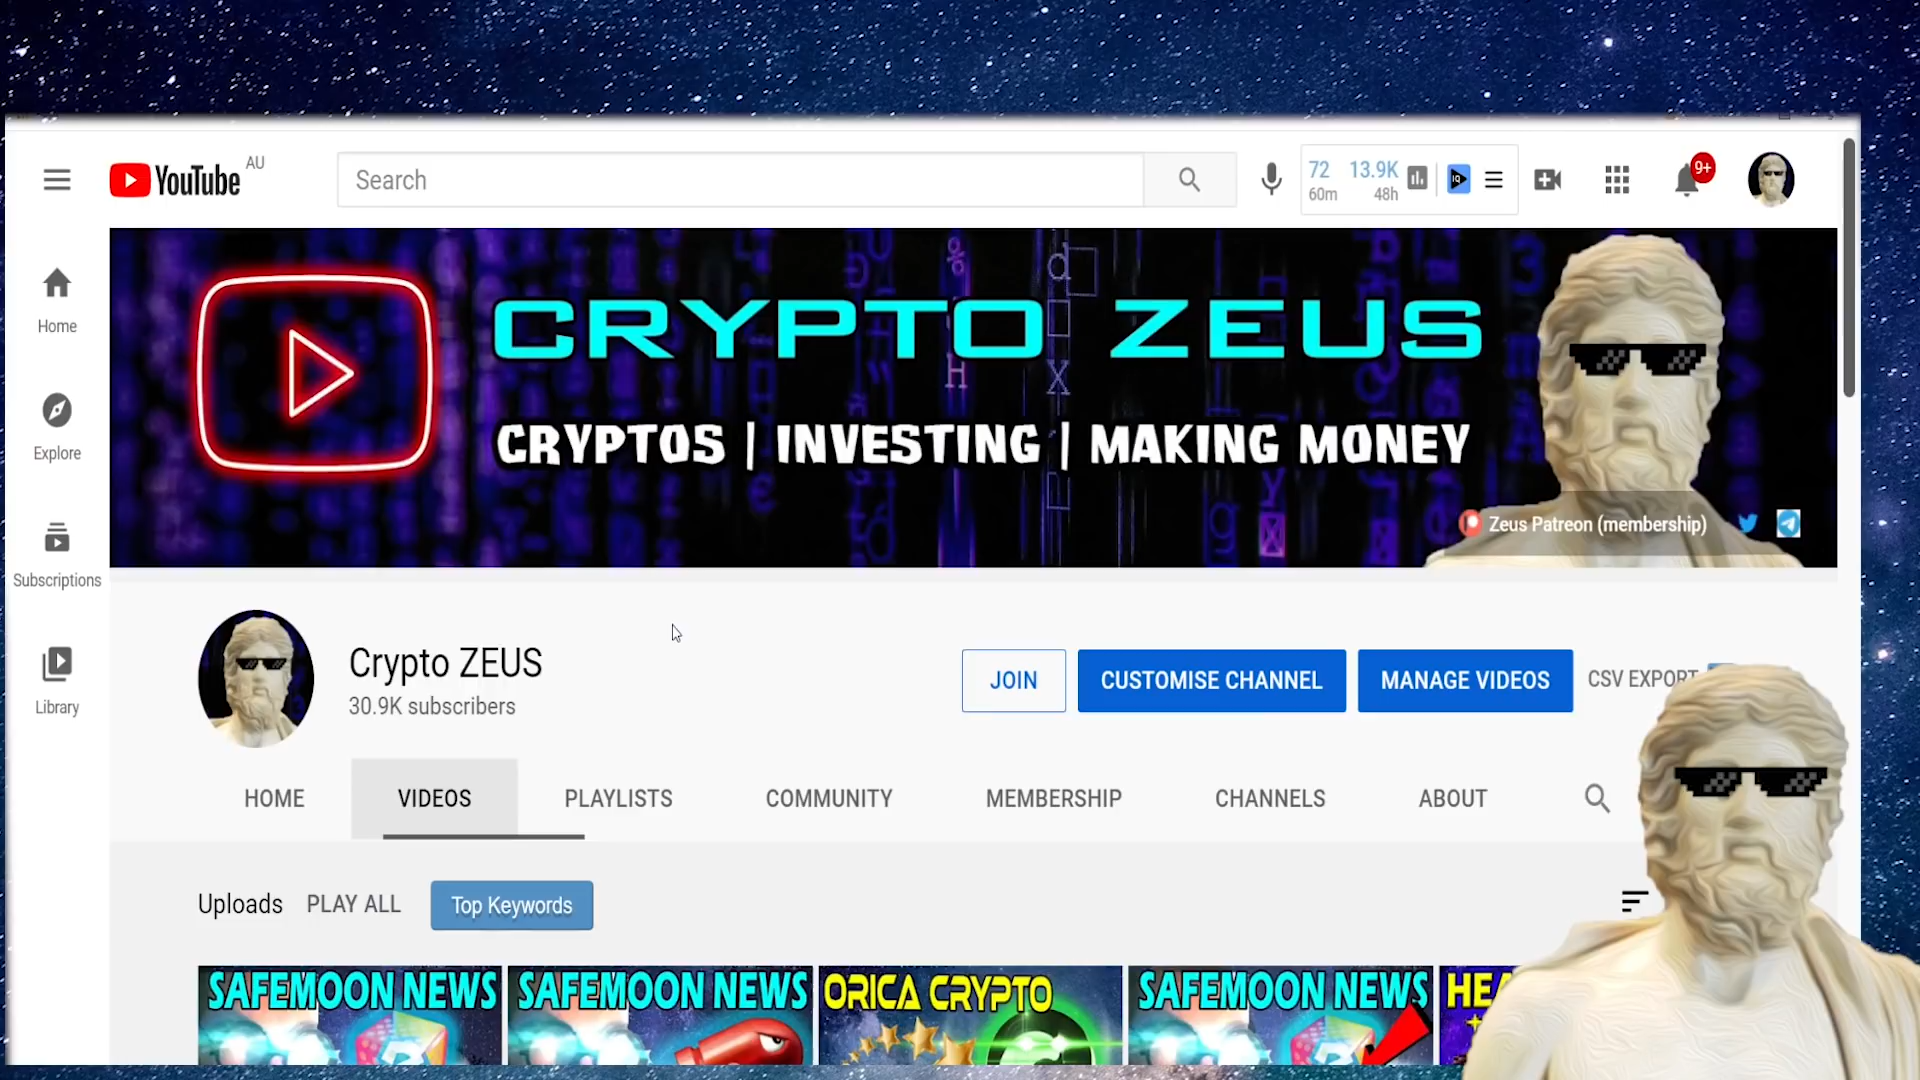 YouTube AU
Search
72 13.9K
60m 48h
iq
9+
Home
Explore
Subscriptions
Library
CRYPTO ZEUS
CRYPTOS | INVESTING | MAKING MONEY
Zeus Patreon (membership)
Crypto ZEUS
30.9K subscribers
JOIN
CUSTOMISE CHANNEL
MANAGE VIDEOS
CSV EXPORT
HOME VIDEOS PLAYLISTS COMMUNITY MEMBERSHIP CHANNELS ABOUT
Uploads PLAY ALL Top Keywords
SAFEMOON NEWS
SAFEMOON NEWS
ORICA CRYPTO
SAFEMOON NEWS